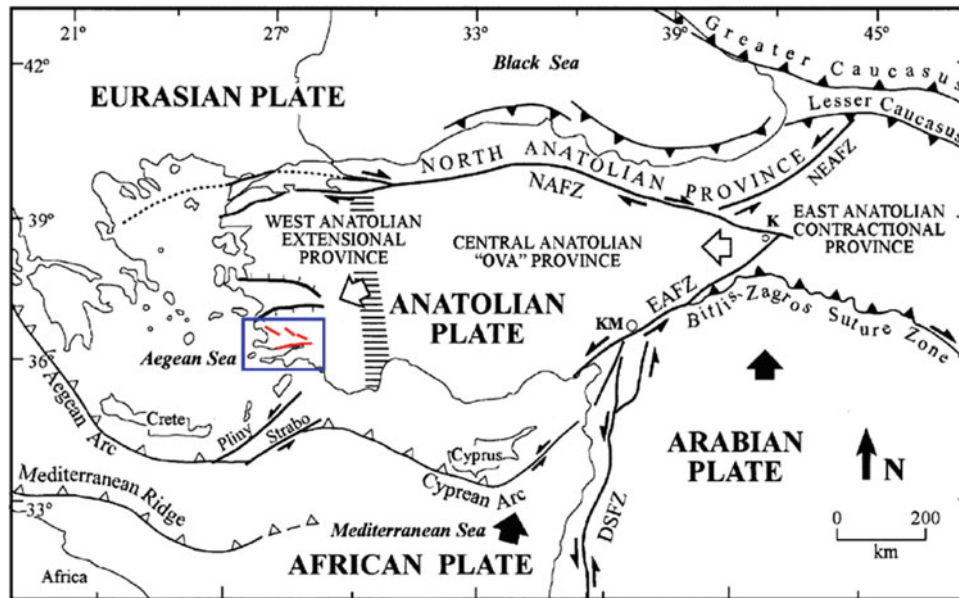 21°
27°
33°
39°
45°
42°
39°
36°
33°
Greater Caucasus
Lesser Caucasus
Black Sea
EURASIAN PLATE
NORTH ANATOLIAN PROVINCE
NAFZ
NEAFZ
K
WEST ANATOLIAN
EXTENSIONAL
PROVINCE
CENTRAL ANATOLIAN
"OVA" PROVINCE
EAST ANATOLIAN
CONTRACTIONAL
PROVINCE
ANATOLIAN
PLATE
EAFZ
KM
Bitlis-Zagros Suture Zone
Aegean Sea
Aegean Arc
Crete
Pliny
Strabo
Cyprus
Cyprean Arc
DSFZ
ARABIAN
PLATE
N
Mediterranean Ridge
Mediterranean Sea
AFRICAN PLATE
Africa
0 200
km